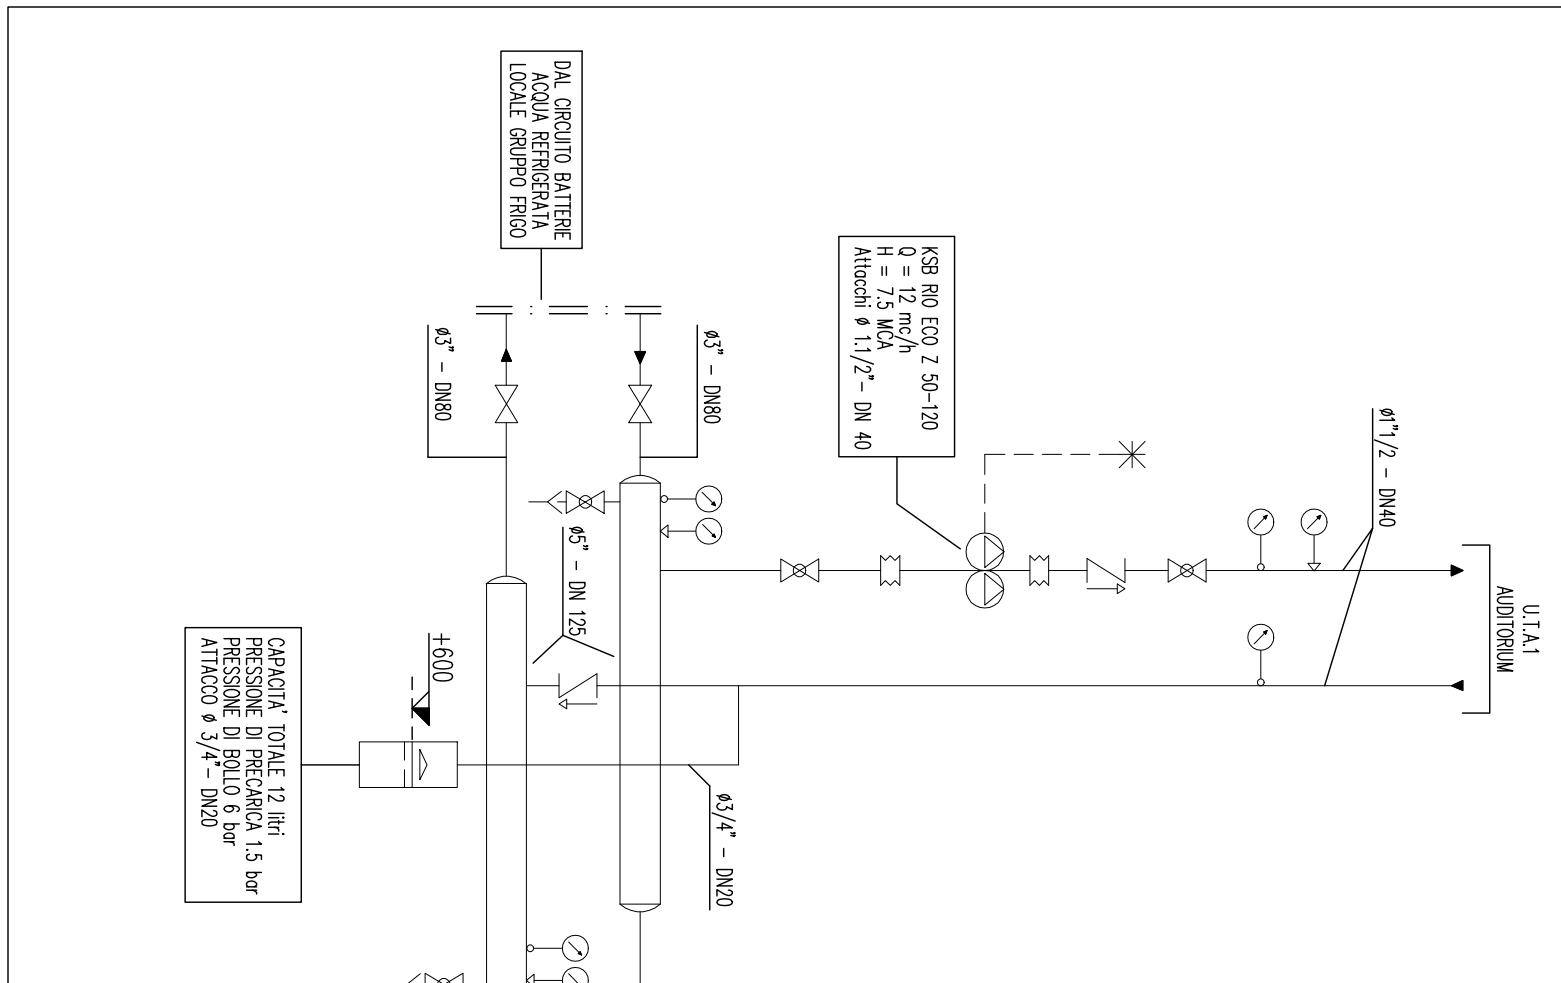 DAL CIRCUITO BATTERIE
ACQUA REFRIGERATA
LOCALE GRUPPO FRIGO
ø3" - DN80
ø3" - DN80
KSB RIO ECO Z 50-120
Q = 12 mc/h
H = 7.5 MCA
Attacchi ø 1.1/2"- DN 40
ø1"1/2 - DN40
U.T.A.1
AUDITORIUM
ø5" - DN 125
+600
CAPACITA' TOTALE 12 litri
PRESSIONE DI PRECARICA 1.5 bar
PRESSIONE DI BOLLO 6 bar
ATTACCO ø 3/4"- DN20
ø3/4" - DN20